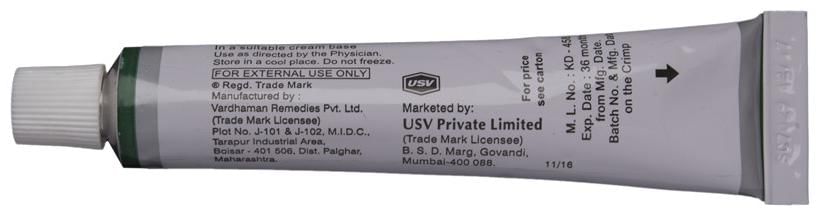 In a suitable cream base
Use as directed by the Physician.
Store in a cool place. Do not freeze.
FOR EXTERNAL USE ONLY
® Regd. Trade Mark
Manufactured by :
Vardhaman Remedies Pvt. Ltd.
(Trade Mark Licensee)
Plot No. J-101 & J-102, M.I.D.C.,
Tarapur Industrial Area,
Boisar - 401 506. Dist. Palghar,
Maharashtra.
USV
Marketed by:
USV Private Limited
(Trade Mark Licensee)
B. S. D. Marg, Govandi,
Mumbai-400 088.
11/16
For price
see carton
M. L. No. : KD - 45
Exp. Date : 36 month
from Mfg. Date.
Batch No. & Mfg. Da
on the Crimp